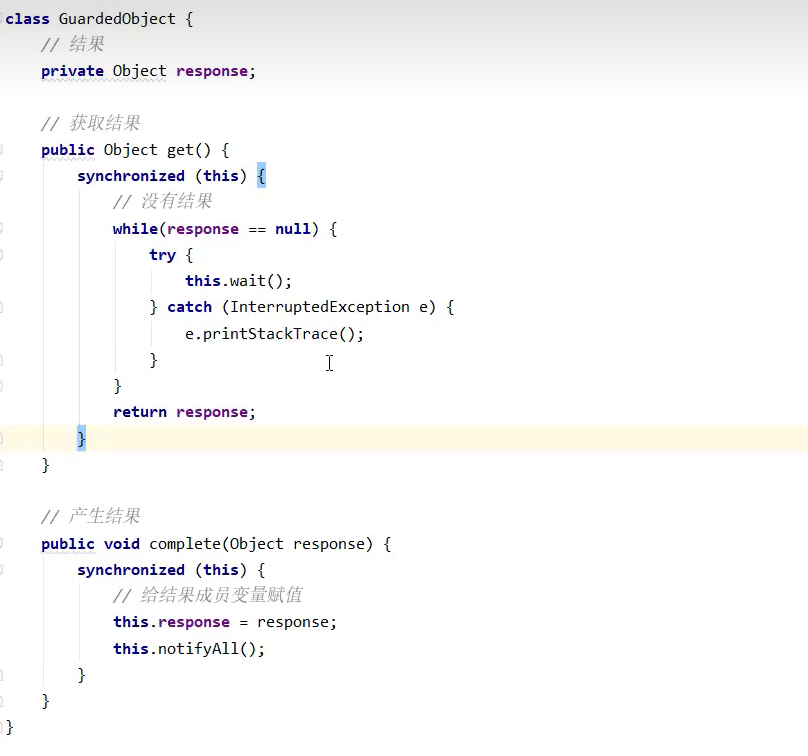 class GuardedObject {
// 结果
private Object response;
// 获取结果
public Object get() {
synchronized (this) {
// 没有结果
while(response == null) {
try {
this.wait();
} catch (InterruptedException e) {
e.printStackTrace();
}
}
return response;
}
}
// 产生结果
public void complete(Object response) {
synchronized (this) {
// 给结果成员变量赋值
this.response = response;
this.notifyAll();
}
}
}